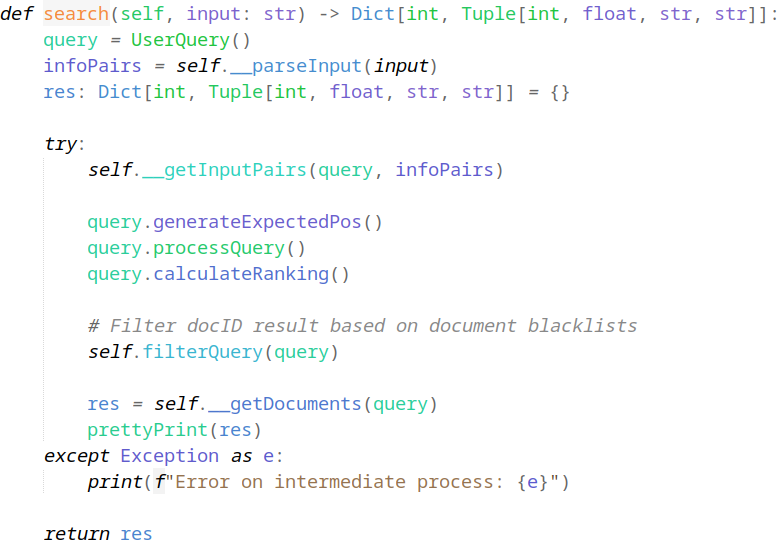 def search(self, input: str) -> Dict[int, Tuple[int, float, str, str]]:
    query = UserQuery()
    infoPairs = self.__parseInput(input)
    res: Dict[int, Tuple[int, float, str, str]] = {}

    try:
        self.__getInputPairs(query, infoPairs)

        query.generateExpectedPos()
        query.processQuery()
        query.calculateRanking()

        # Filter docID result based on document blacklists
        self.filterQuery(query)

        res = self.__getDocuments(query)
        prettyPrint(res)
    except Exception as e:
        print(f"Error on intermediate process: {e}")

    return res